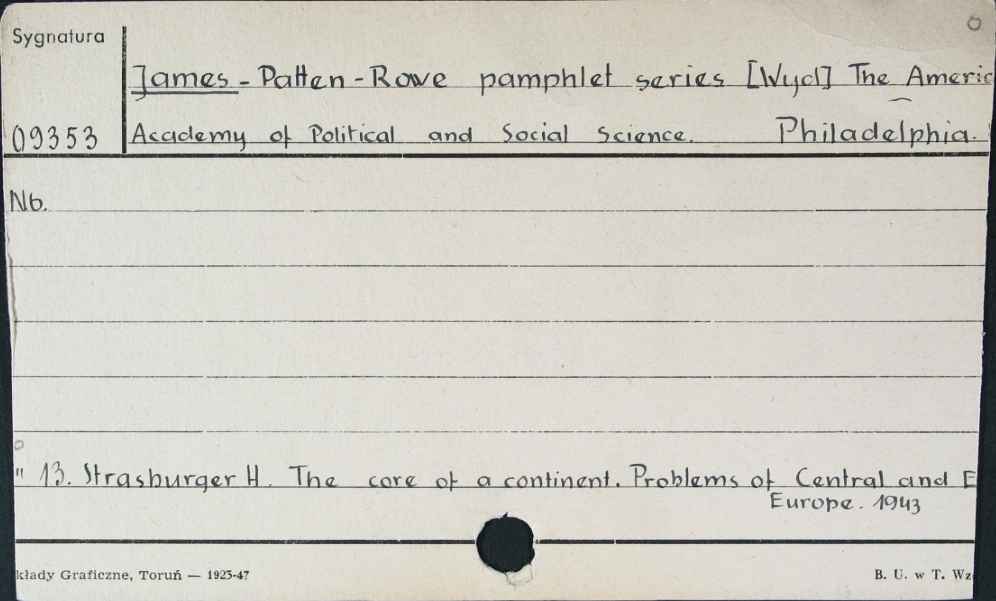 Sygnatura
James - Patten - Rowe pamphlet series [Wyd] The Americ
09353 Academy of Political and Social Science. Philadelphia.
Nb.
" 13. Strasburger H. The core of a continent. Problems of Central and E
Europe. 1943
kłady Graficzne, Toruń — 1923-47
B. U. w T. Wz